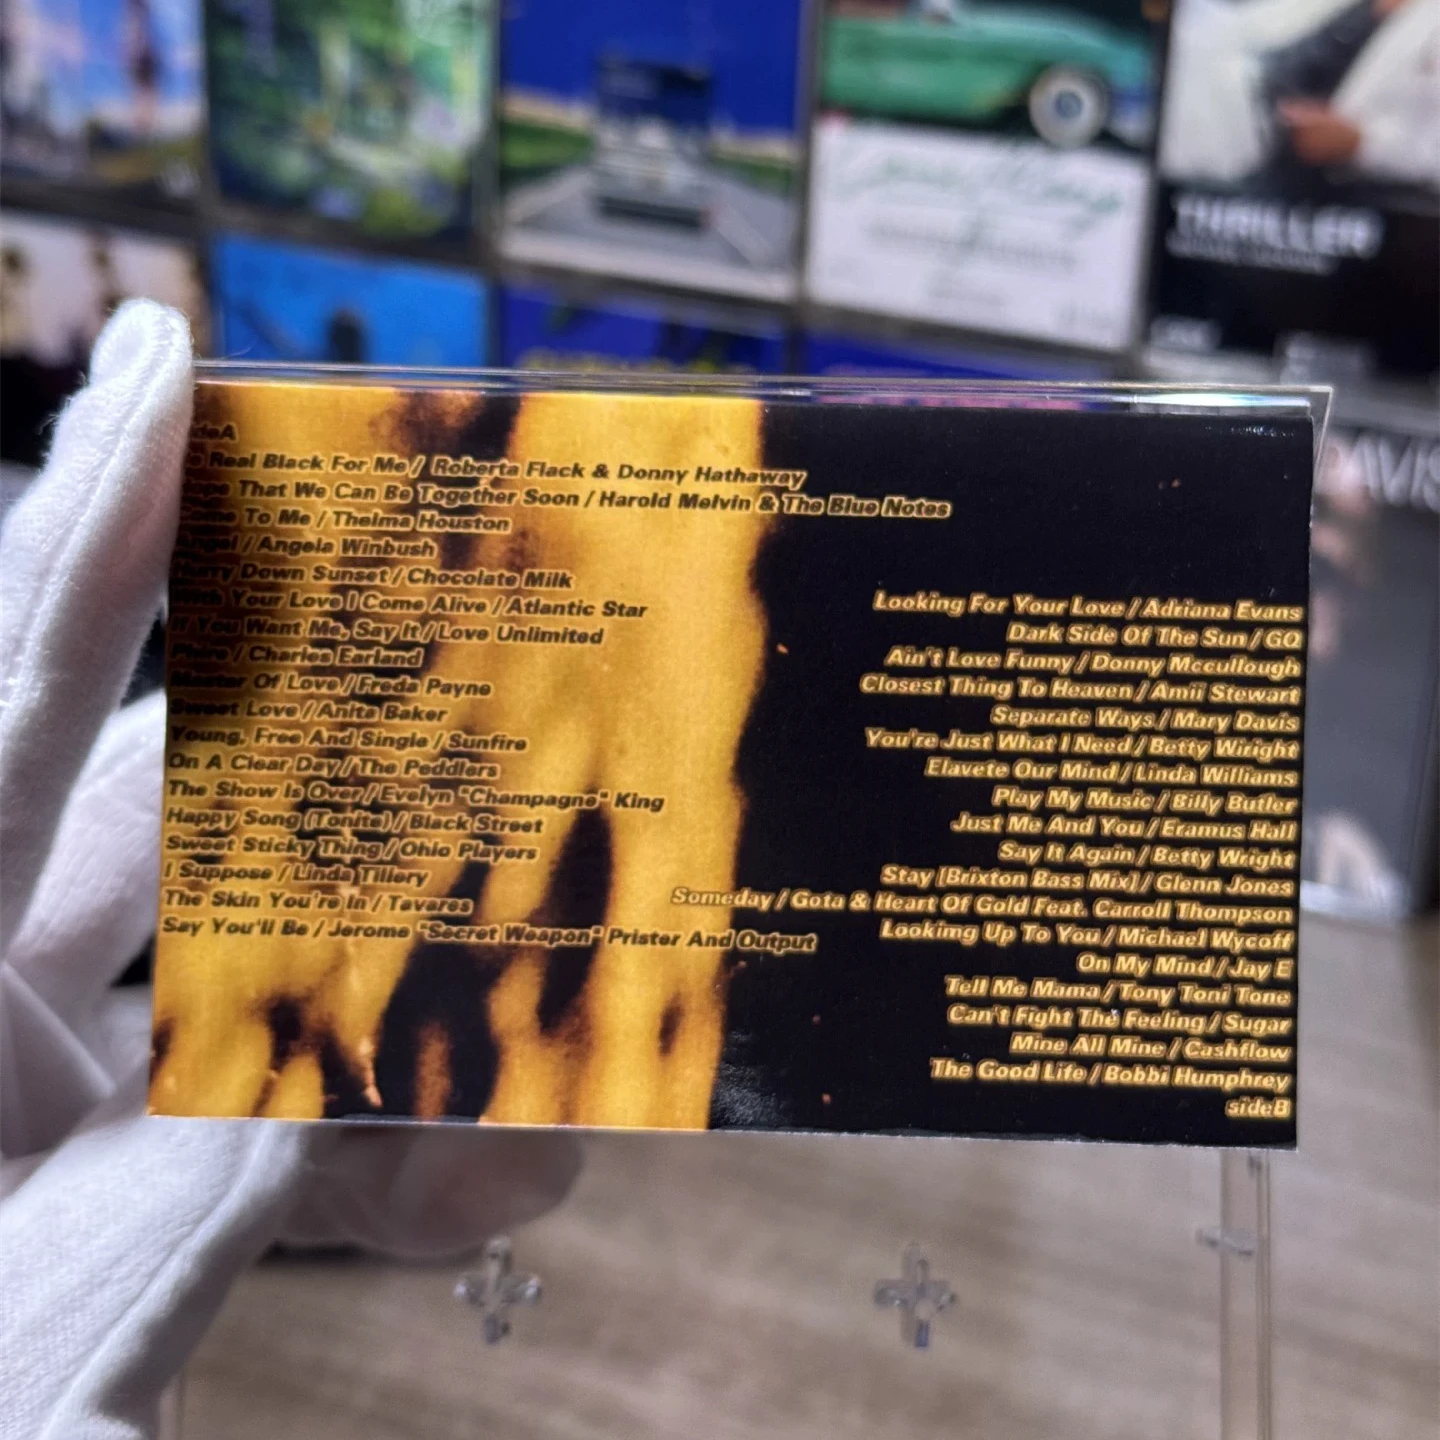 sideA
Real Black For Me / Roberta Flack & Donny Hathaway
Hope That We Can Be Together Soon / Harold Melvin & The Blue Notes
Come To Me / Thelma Houston
Angel / Angela Winbush
Hurry Down Sunset / Chocolate Milk
With Your Love I Come Alive / Atlantic Star
If You Want Me, Say It / Love Unlimited
Phire / Charles Earland
Master Of Love / Freda Payne
Sweet Love / Anita Baker
Young, Free And Single / Sunfire
On A Clear Day / The Peddlers
The Show Is Over / Evelyn "Champagne" King
Happy Song (Tonite) / Black Street
Sweet Sticky Thing / Ohio Players
I Suppose / Linda Tillery
The Skin You're In / Tavares
Say You'll Be / Jerome "Secret Weapon" Prister And Output
Looking For Your Love / Adriana Evans
Dark Side Of The Sun / GQ
Ain't Love Funny / Donny Mccullough
Closest Thing To Heaven / Amii Stewart
Separate Ways / Mary Davis
You're Just What I Need / Betty Wiright
Elavete Our Mind / Linda Williams
Play My Music / Billy Butler
Just Me And You / Eramus Hall
Say It Again / Betty Wright
Stay [Brixton Bass Mix] / Glenn Jones
Someday / Gota & Heart Of Gold Feat. Carroll Thompson
Lookimg Up To You / Michael Wycoff
On My Mind / Jay E
Tell Me Mama / Tony Toni Tone
Can't Fight The Feeling / Sugar
Mine All Mine / Cashflow
The Good Life / Bobbi Humphrey
sideB
THRILLER
DAVIS